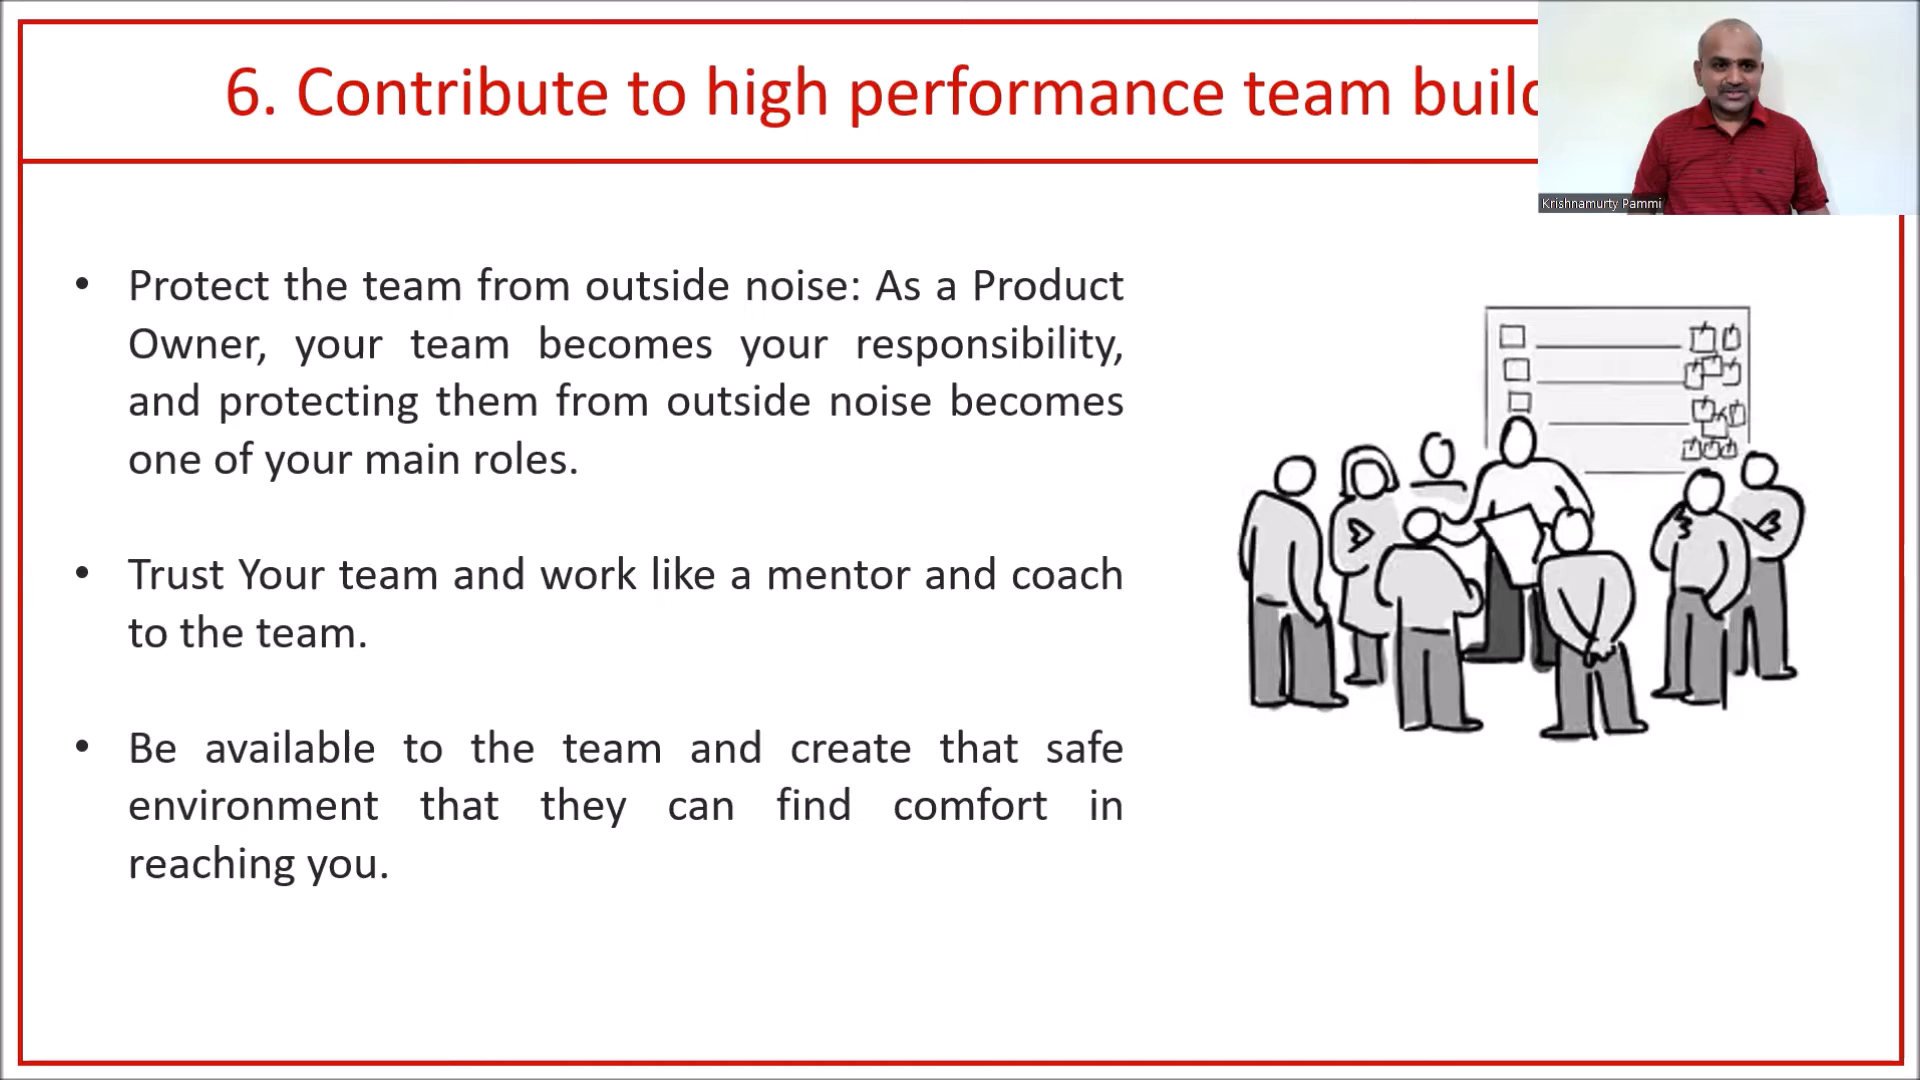 6. Contribute to high performance team build
Krishnamurty Pammi
• Protect the team from outside noise: As a Product
Owner, your team becomes your responsibility,
and protecting them from outside noise becomes
one of your main roles.
• Trust Your team and work like a mentor and coach
to the team.
• Be available to the team and create that safe
environment that they can find comfort in
reaching you.